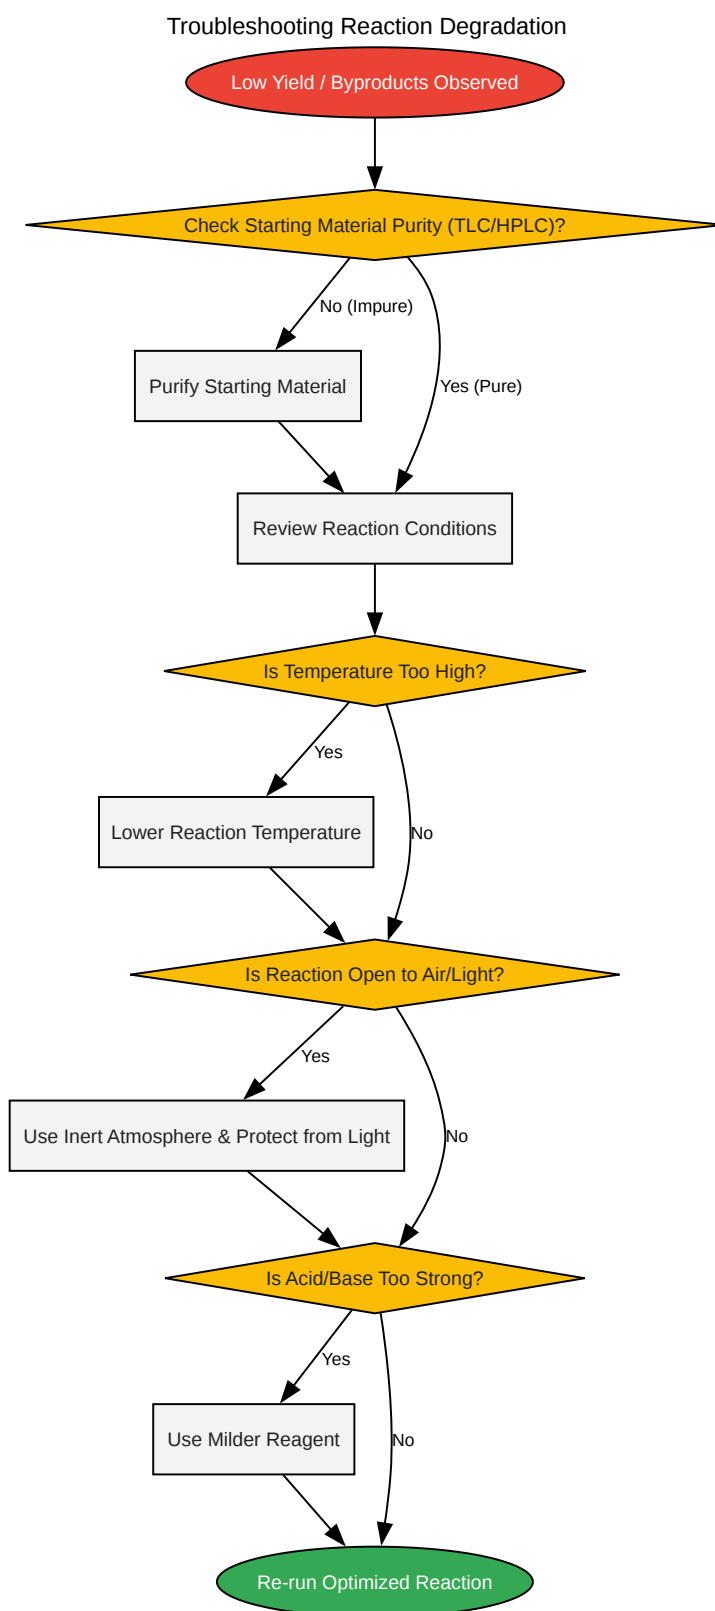 Troubleshooting Reaction Degradation
Low Yield / Byproducts Observed
Check Starting Material Purity (TLC/HPLC)?
No (Impure)
Purify Starting Material
Yes (Pure)
Review Reaction Conditions
Is Temperature Too High?
Yes
Lower Reaction Temperature
No
Is Reaction Open to Air/Light?
Yes
Use Inert Atmosphere & Protect from Light
No
Is Acid/Base Too Strong?
Yes
Use Milder Reagent
No
Re-run Optimized Reaction